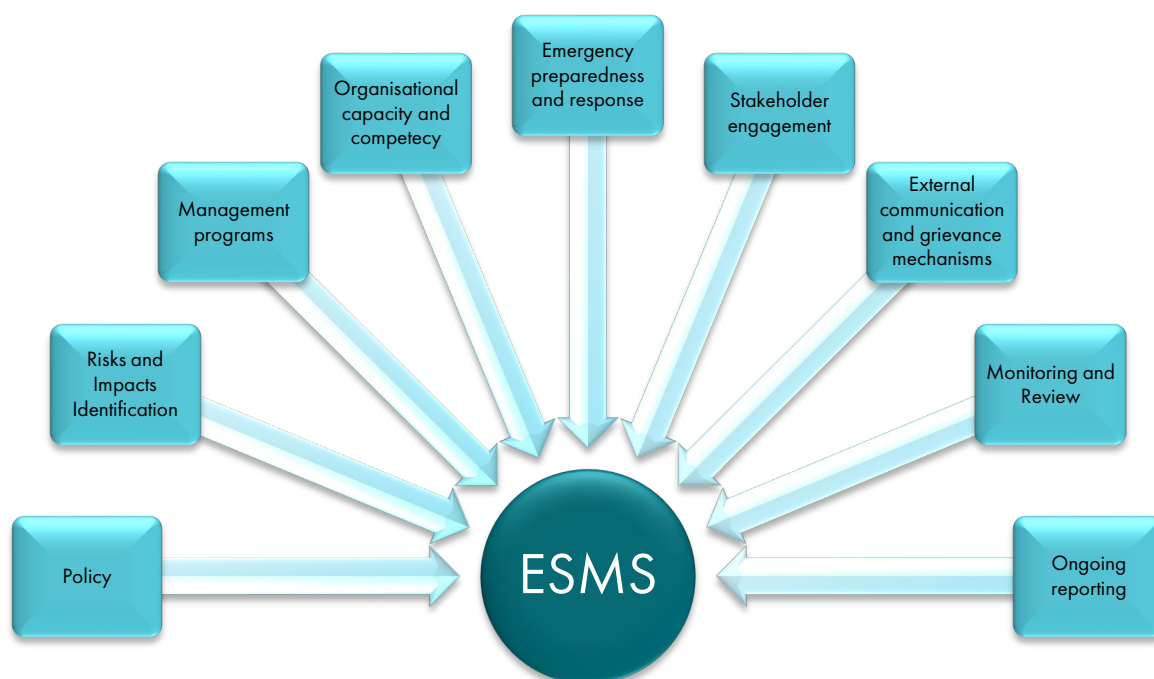 Emergency
preparedness
and response
Organisational
capacity and
competecy
Stakeholder
engagement
Management
programs
External
communication
and grievance
mechanisms
Risks and
Impacts
Identification
Monitoring and
Review
Policy
ESMS
Ongoing
reporting